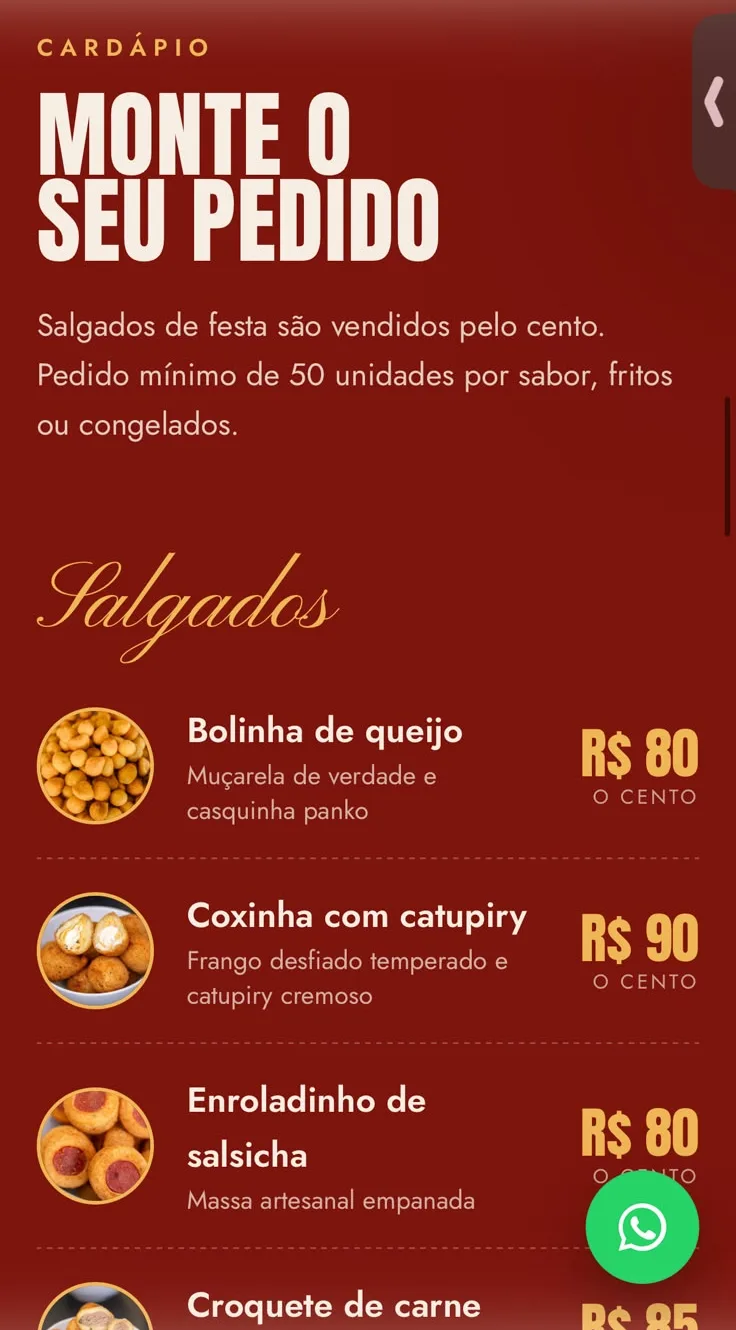 CARDÁPIO
MONTE O
SEU PEDIDO
Salgados de festa são vendidos pelo cento.
Pedido mínimo de 50 unidades por sabor, fritos
ou congelados.
Salgados
Bolinha de queijo
Muçarela de verdade e
casquinha panko
R$ 80
O CENTO
Coxinha com catupiry
Frango desfiado temperado e
catupiry cremoso
R$ 90
O CENTO
Enroladinho de
salsicha
Massa artesanal empanada
R$ 80
O CENTO
Croquete de carne
R$ 85